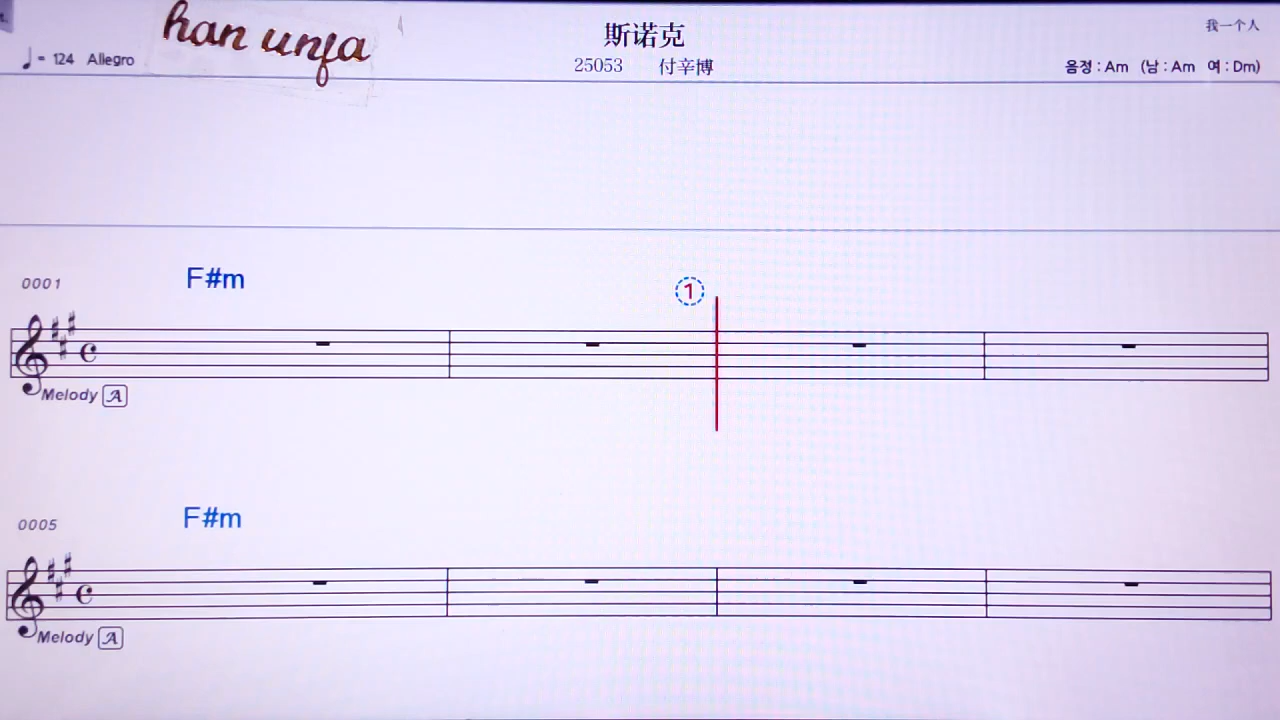 han unja
斯诺克
我一个人
♩= 124 Allegro
25053 付辛博
음정 : Am (남 : Am 여 : Dm)
0001 F#m
1
Melody A
0005 F#m
Melody A